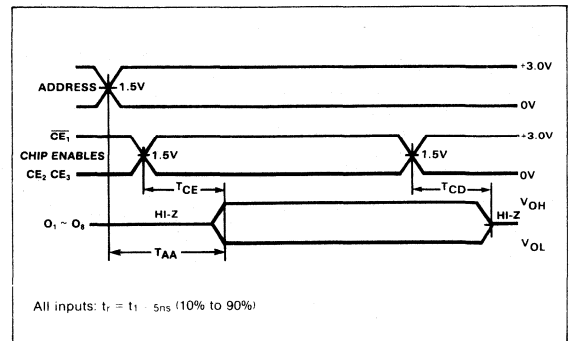 +3.0V
ADDRESS 1.5V
0V
CE₁ +3.0V
CHIP ENABLES 1.5V 1.5V
CE₂ CE₃ 0V
TCE TCD
VOH
O₁ ~ O₈ HI-Z HI-Z
VOL
TAA
All inputs: tr = t1 - 5ns (10% to 90%)